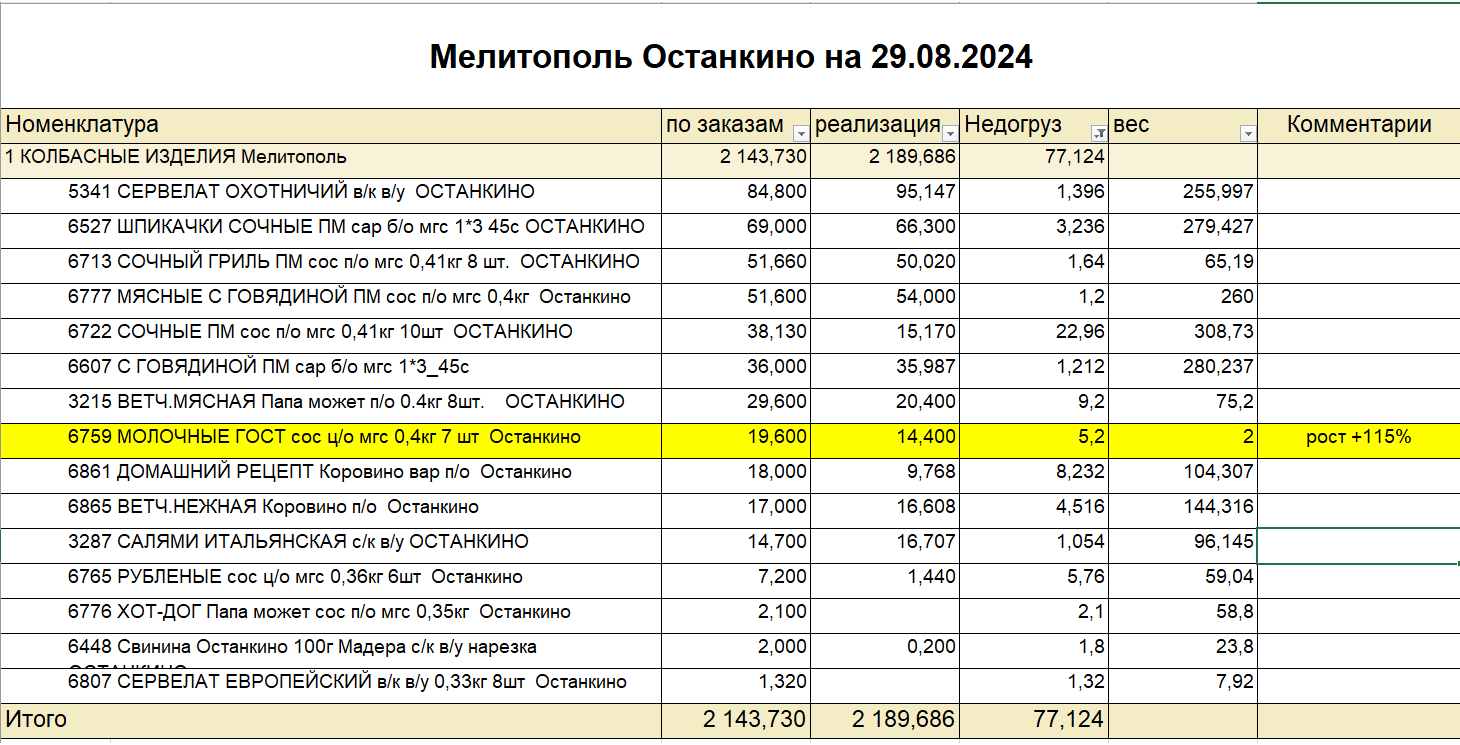 Мелитополь Останкино на 29.08.2024
Номенклатура по заказам реализация Недогруз вес Комментарии
1 КОЛБАСНЫЕ ИЗДЕЛИЯ Мелитополь 2 143,730 2 189,686 77,124
5341 СЕРВЕЛАТ ОХОТНИЧИЙ в/к в/у ОСТАНКИНО 84,800 95,147 1,396 255,997
6527 ШПИКАЧКИ СОЧНЫЕ ПМ сар б/о мгс 1*3 45с ОСТАНКИНО 69,000 66,300 3,236 279,427
6713 СОЧНЫЙ ГРИЛЬ ПМ сос п/о мгс 0,41кг 8 шт. ОСТАНКИНО 51,660 50,020 1,64 65,19
6777 МЯСНЫЕ С ГОВЯДИНОЙ ПМ сос п/о мгс 0,4кг Останкино 51,600 54,000 1,2 260
6722 СОЧНЫЕ ПМ сос п/о мгс 0,41кг 10шт ОСТАНКИНО 38,130 15,170 22,96 308,73
6607 С ГОВЯДИНОЙ ПМ сар б/о мгс 1*3_45с 36,000 35,987 1,212 280,237
3215 ВЕТЧ.МЯСНАЯ Папа может п/о 0.4кг 8шт. ОСТАНКИНО 29,600 20,400 9,2 75,2
6759 МОЛОЧНЫЕ ГОСТ сос ц/о мгс 0,4кг 7 шт Останкино 19,600 14,400 5,2 2 рост +115%
6861 ДОМАШНИЙ РЕЦЕПТ Коровино вар п/о Останкино 18,000 9,768 8,232 104,307
6865 ВЕТЧ.НЕЖНАЯ Коровино п/о Останкино 17,000 16,608 4,516 144,316
3287 САЛЯМИ ИТАЛЬЯНСКАЯ с/к в/у ОСТАНКИНО 14,700 16,707 1,054 96,145
6765 РУБЛЕНЫЕ сос ц/о мгс 0,36кг 6шт Останкино 7,200 1,440 5,76 59,04
6776 ХОТ-ДОГ Папа может сос п/о мгс 0,35кг Останкино 2,100 2,1 58,8
6448 Свинина Останкино 100г Мадера с/к в/у нарезка 2,000 0,200 1,8 23,8
ОСТАНКИНО
6807 СЕРВЕЛАТ ЕВРОПЕЙСКИЙ в/к в/у 0,33кг 8шт Останкино 1,320 1,32 7,92
Итого 2 143,730 2 189,686 77,124